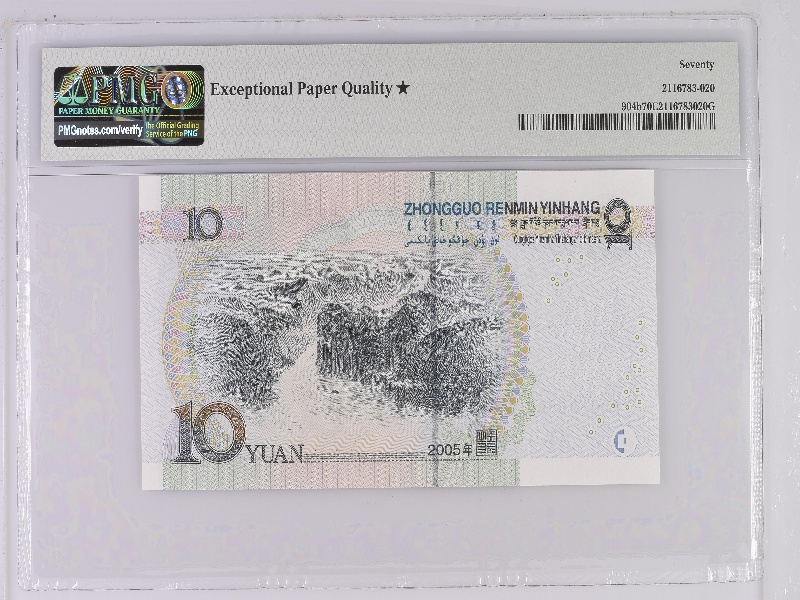 PMG
PAPER MONEY GUARANTY
PMGnotes.com/verify
The Official Grading
Service of the PNG
Exceptional Paper Quality ★
Seventy
2116783-020
904b70U2116783020G
10
ZHONGGUO RENMIN YINHANG
10 YUAN
2005年